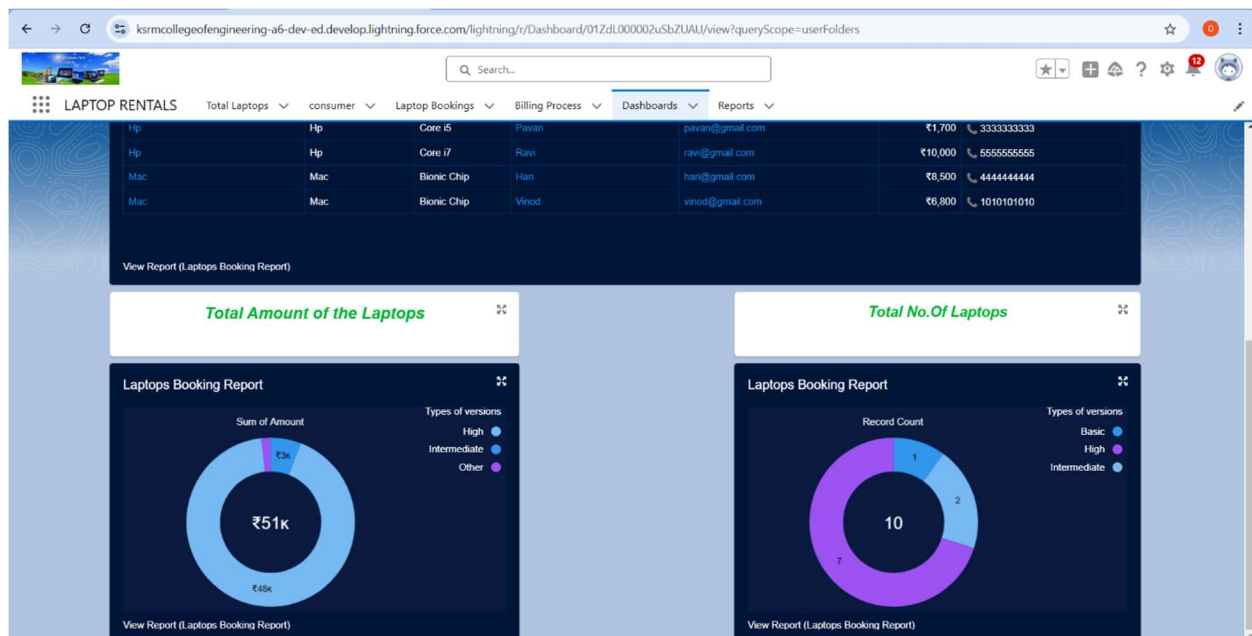 ksrmcollegeofengineering-a6-dev-ed.develop.lightning.force.com/lightning/r/Dashboard/01ZdL000002uSbZUAU/view?queryScope=userFolders
O
Search...
12
LAPTOP RENTALS Total Laptops consumer Laptop Bookings Billing Process Dashboards Reports
Hp Hp Core i5 Pavan pavan@gmail.com ₹1,700 3333333333
Hp Hp Core i7 Ravi ravi@gmail.com ₹10,000 5555555555
Mac Mac Bionic Chip Hari hari@gmail.com ₹8,500 4444444444
Mac Mac Bionic Chip Vinod vinod@gmail.com ₹6,800 1010101010
View Report (Laptops Booking Report)
Total Amount of the Laptops
Total No.Of Laptops
Laptops Booking Report
Sum of Amount
Types of versions
High
Intermediate
Other
₹3K
₹51K
₹48K
View Report (Laptops Booking Report)
Laptops Booking Report
Record Count
Types of versions
Basic
High
Intermediate
1
2
10
7
View Report (Laptops Booking Report)